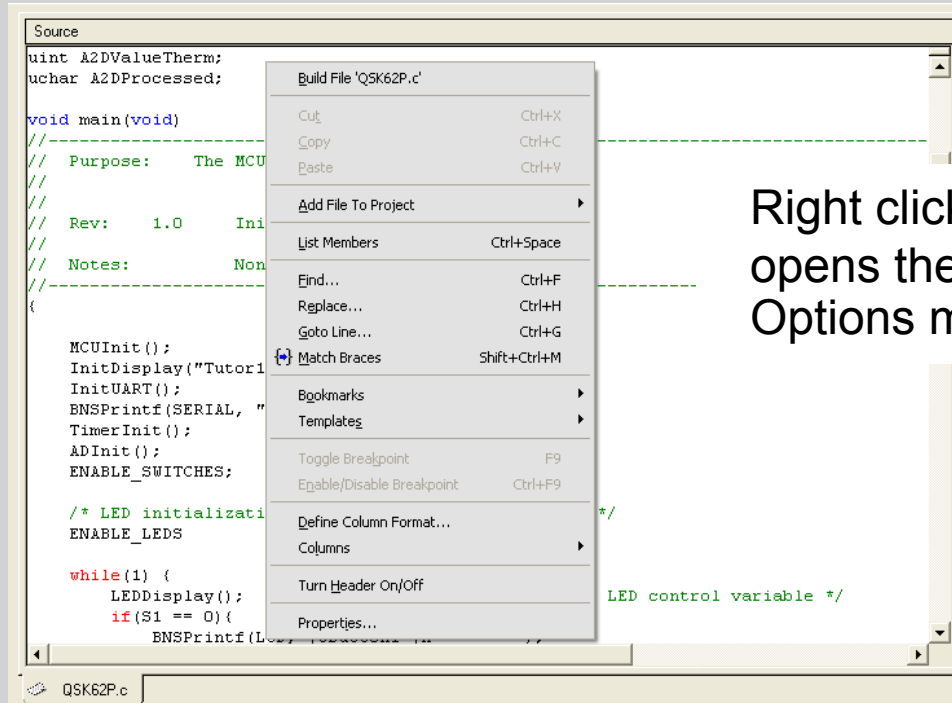 Source
uint A2DValueTherm;
uchar A2DProcessed;
void main(void)
//--------------------------------------------------------
// Purpose: The MCU
//
//
// Rev: 1.0 Ini
//
// Notes: Non
//--------------------------------
{
MCUInit();
InitDisplay("Tutor1
InitUART();
BNSPrintf(SERIAL, "
TimerInit();
ADInit();
ENABLE_SWITCHES;
/* LED initializati */
ENABLE_LEDS
while(1) {
LEDDisplay(); LED control variable */
if(S1 == 0){
Build File 'QSK62P.c'
Cut Ctrl+X
Copy Ctrl+C
Paste Ctrl+V
Add File To Project
List Members Ctrl+Space
Find... Ctrl+F
Replace... Ctrl+H
Goto Line... Ctrl+G
Match Braces Shift+Ctrl+M
Bookmarks
Templates
Toggle Breakpoint F9
Enable/Disable Breakpoint Ctrl+F9
Define Column Format...
Columns
Turn Header On/Off
Properties...
QSK62P.c
Right clic
opens the
Options